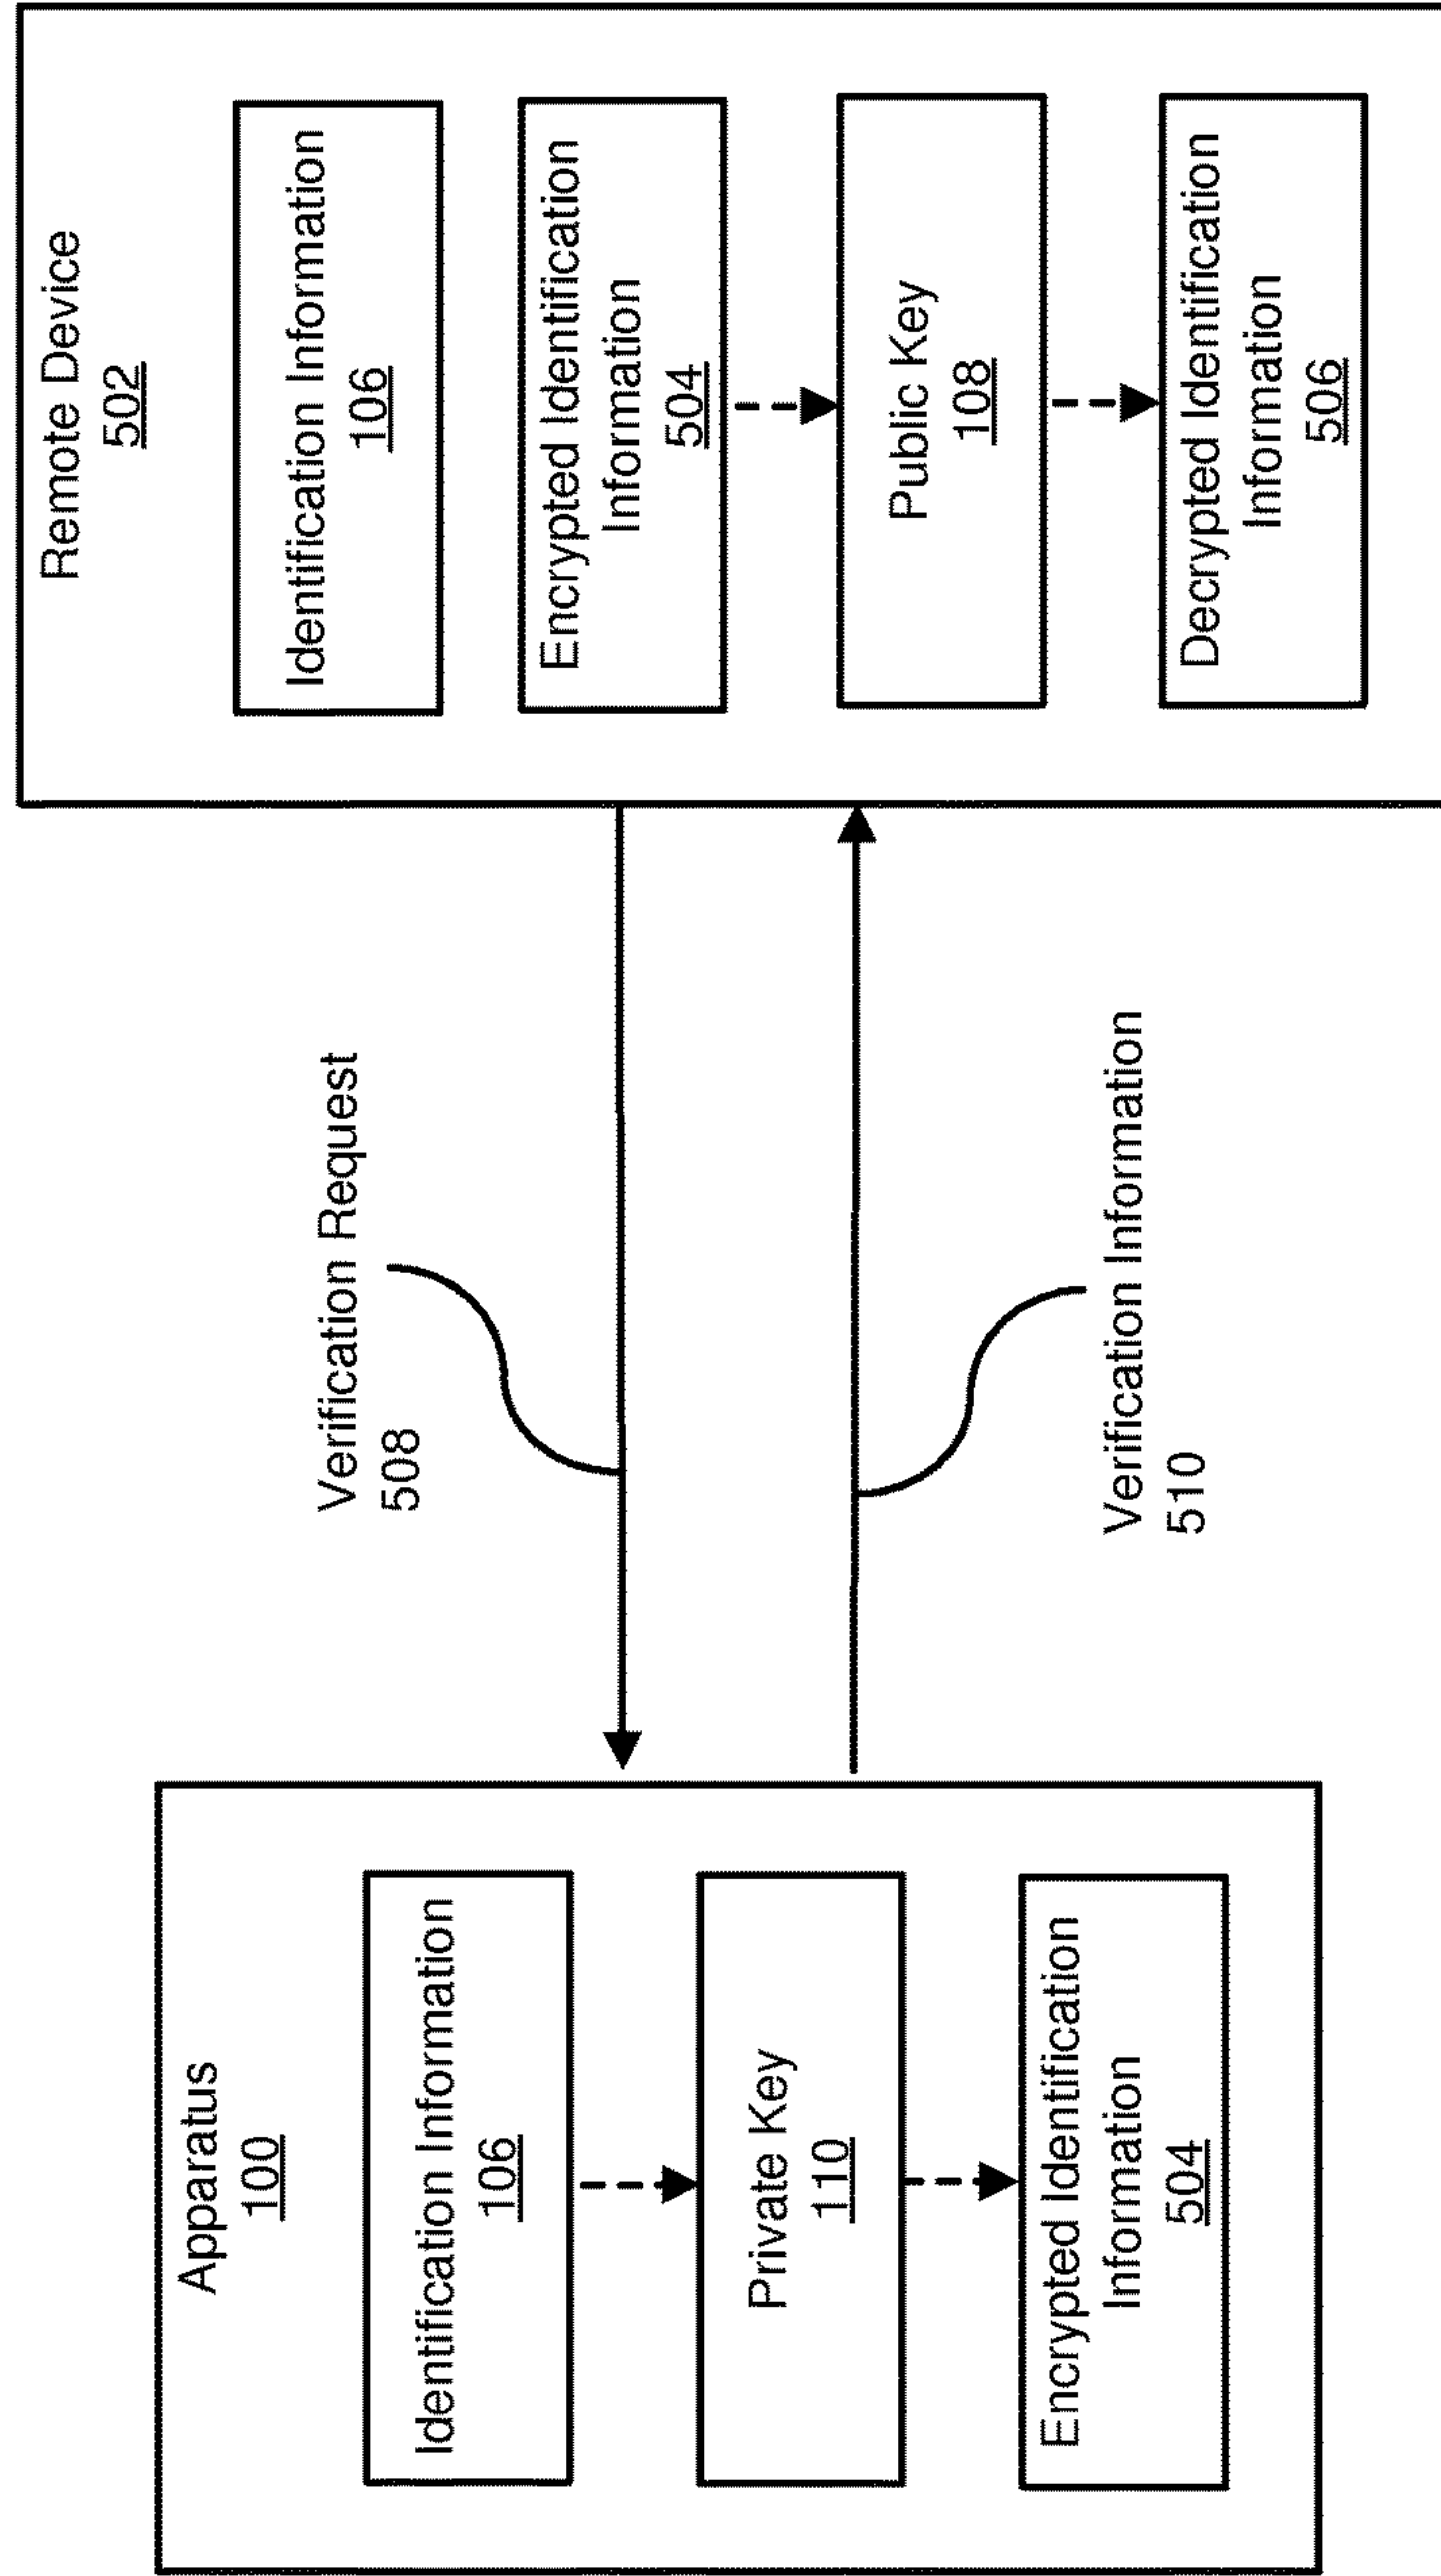 Apparatus
100
Identification Information
106
Private Key
110
Encrypted Identification
Information
504
Verification Request
508
Verification Information
510
Remote Device
502
Identification Information
106
Encrypted Identification
Information
504
Public Key
108
Decrypted Identification
Information
506